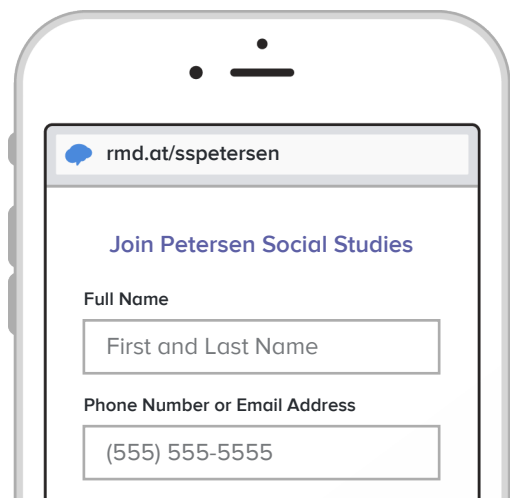 rmd.at/sspetersen
Join Petersen Social Studies
Full Name
First and Last Name
Phone Number or Email Address
(555) 555-5555